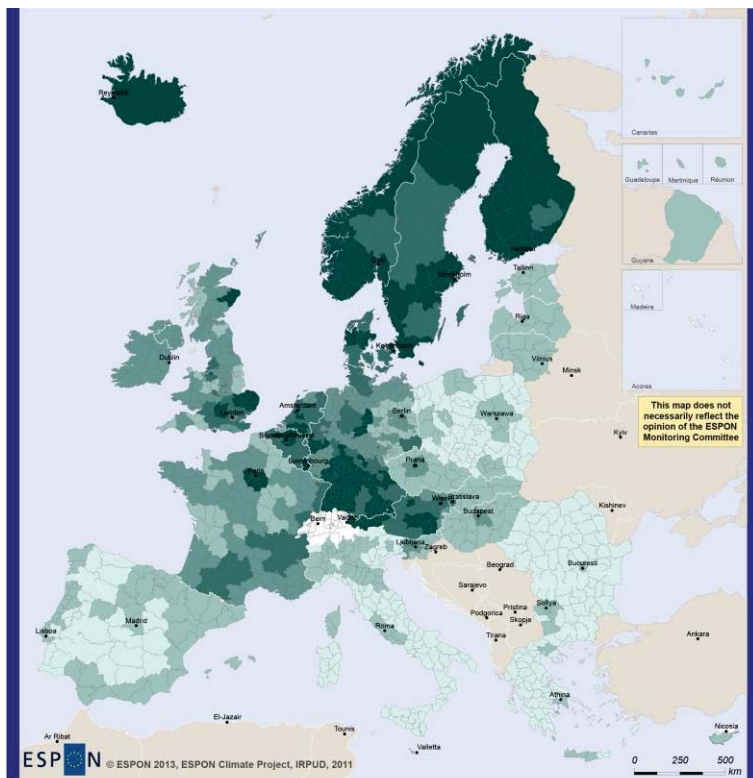 Canarias
Guadeloupe Martinique Réunion
Guyane
Madeira
Acores
This map does not
necessarily reflect the
opinion of the ESPON
Monitoring Committee
Oslo
Stockholm
Tallinn
Riga
Dublin
Vilnius
Minsk
London
Amsterdam
Berlin
Warszawa
Kyiv
Luxembourg
Praha
Paris
Wien
Bratislava
Kishinev
Bern
Vaduz
Budapest
Ljubljana
Zagreb
Beograd
Bucuresti
Sarajevo
Madrid
Pristina
Sofiya
Podgorica
Skopje
Lisboa
Roma
Tirana
Ankara
Athina
El-Jazair
Tounis
Nicosia
Ar Ribat
Valletta
ESPON © ESPON 2013, ESPON Climate Project, IRPUD, 2011
0 250 500
km